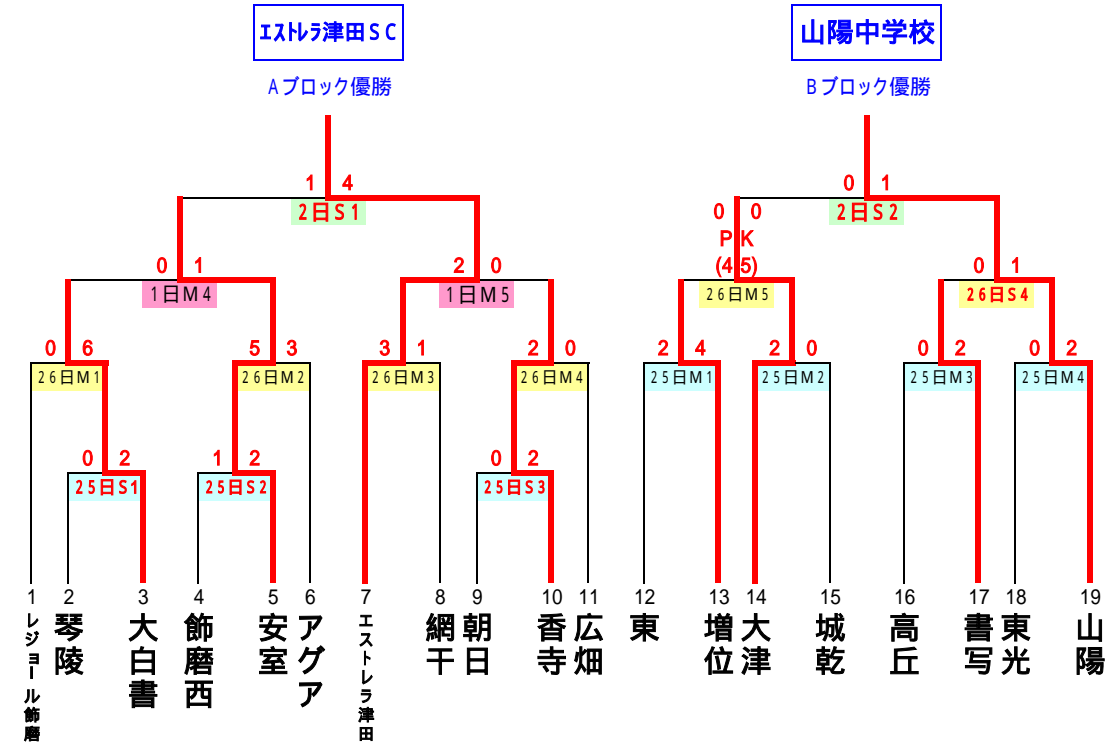 エストレラ津田SC 山陽中学校
Aブロック優勝 Bブロック優勝
1 4 0 1
2日S1 2日S2
0 0
PK
(4 5)
0 1 2 0 0 1
1日M4 1日M5 26日M5 26日S4
0 6 5 3 3 1 2 0 2 4 2 0 0 2 0 2
26日M1 26日M2 26日M3 26日M4 25日M1 25日M2 25日M3 25日M4
0 2 1 2 0 2
25日S1 25日S2 25日S3
1 2 3 4 5 6 7 8 9 10 11 12 13 14 15 16 17 18 19
レジョール飾磨
琴陵
大白書
飾磨西
安室
アグア
エストレラ津田
網干
朝日
香寺
広畑
東
増位
大津
城乾
高丘
書写
東光
山陽